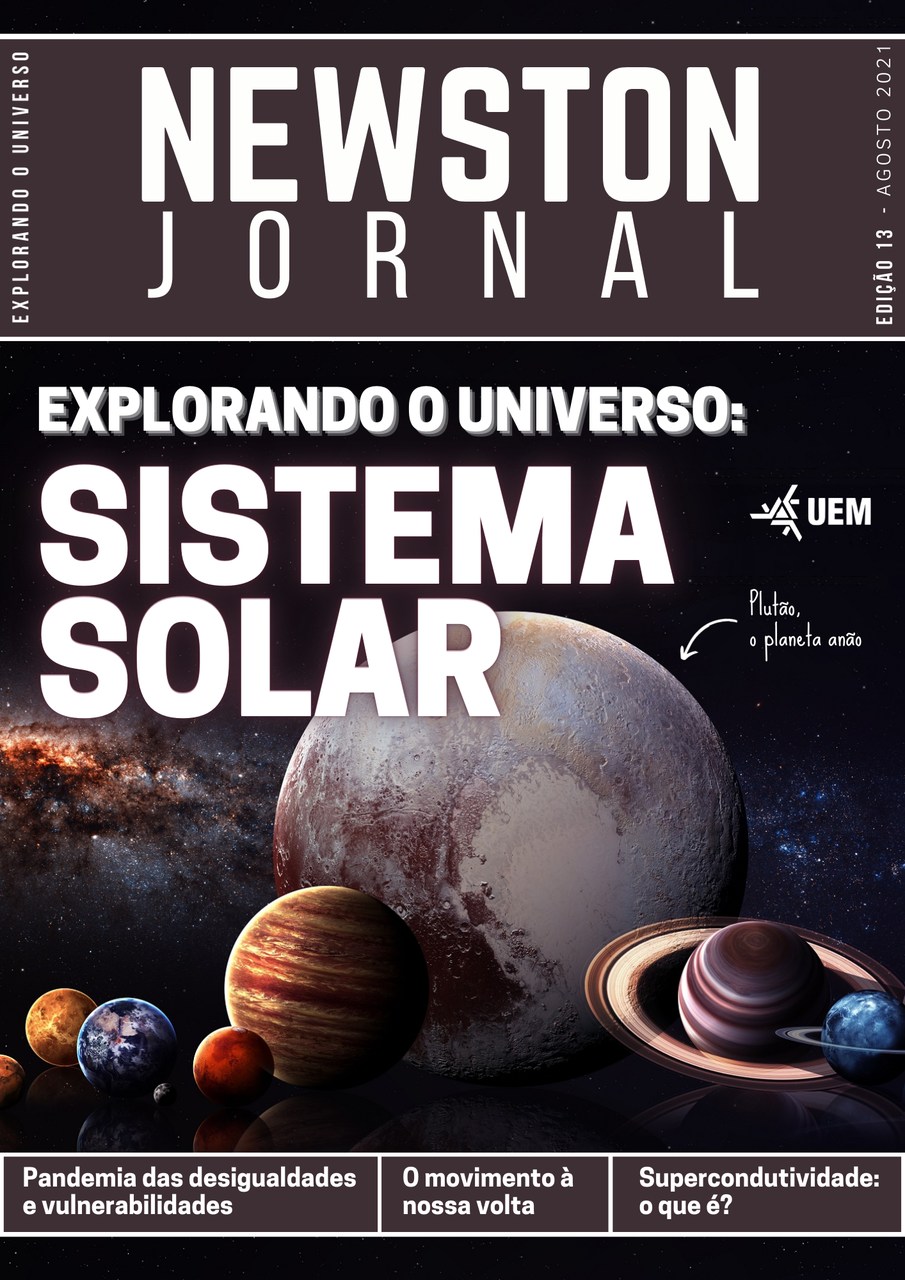 EXPLORANDO O UNIVERSO
NEWSTON
JORNAL
EDIÇÃO 13 - AGOSTO 2021
EXPLORANDO O UNIVERSO:
SISTEMA
SOLAR
UEM
Plutão,
o planeta anão
Pandemia das desigualdades
e vulnerabilidades
O movimento à
nossa volta
Supercondutividade:
o que é?